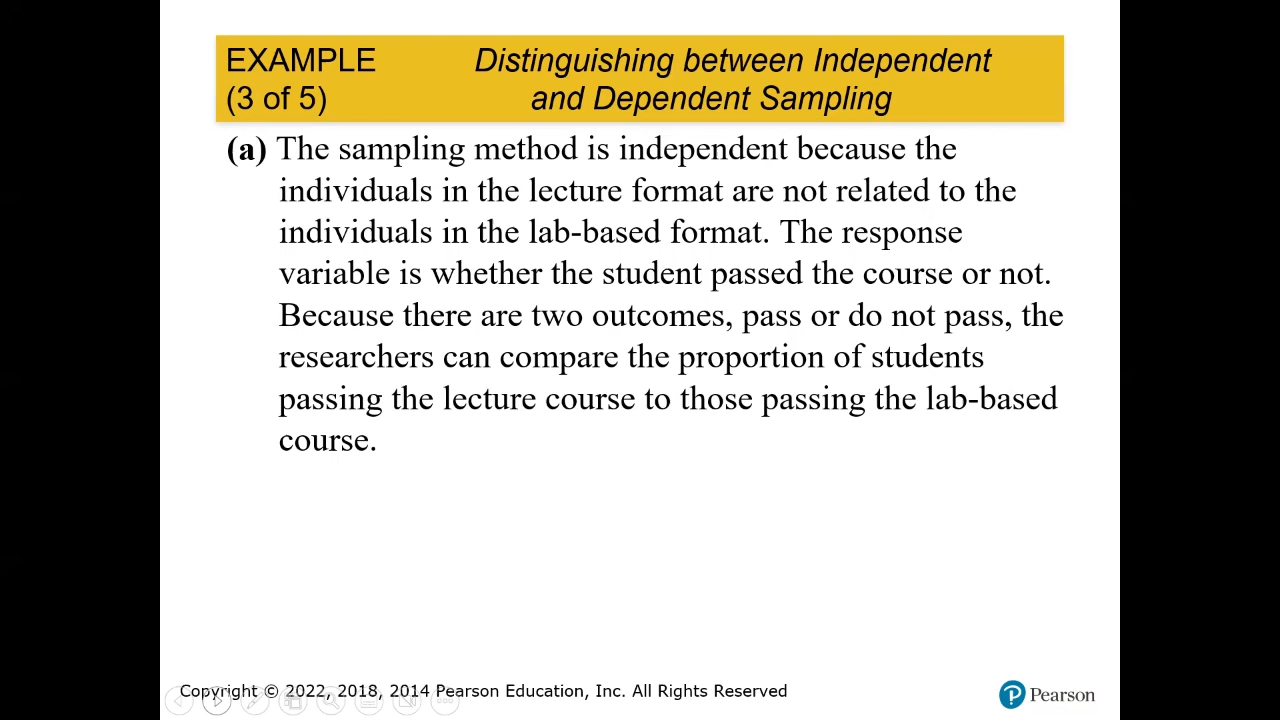 EXAMPLE Distinguishing between Independent
(3 of 5) and Dependent Sampling
(a) The sampling method is independent because the
individuals in the lecture format are not related to the
individuals in the lab-based format. The response
variable is whether the student passed the course or not.
Because there are two outcomes, pass or do not pass, the
researchers can compare the proportion of students
passing the lecture course to those passing the lab-based
course.
Copyright © 2022, 2018, 2014 Pearson Education, Inc. All Rights Reserved
P Pearson